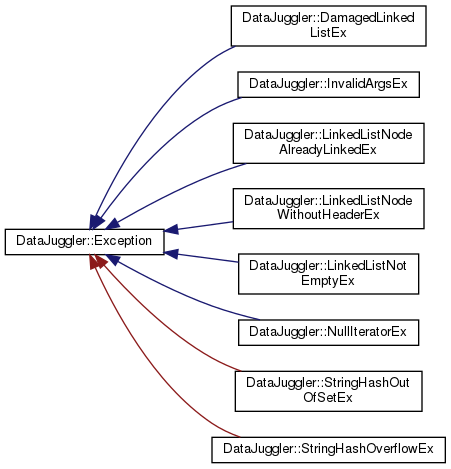 DataJuggler::DamagedLinked
ListEx
DataJuggler::InvalidArgsEx
DataJuggler::LinkedListNode
AlreadyLinkedEx
DataJuggler::LinkedListNode
WithoutHeaderEx
DataJuggler::Exception
DataJuggler::LinkedListNot
EmptyEx
DataJuggler::NullIteratorEx
DataJuggler::StringHashOut
OfSetEx
DataJuggler::StringHashOverflowEx